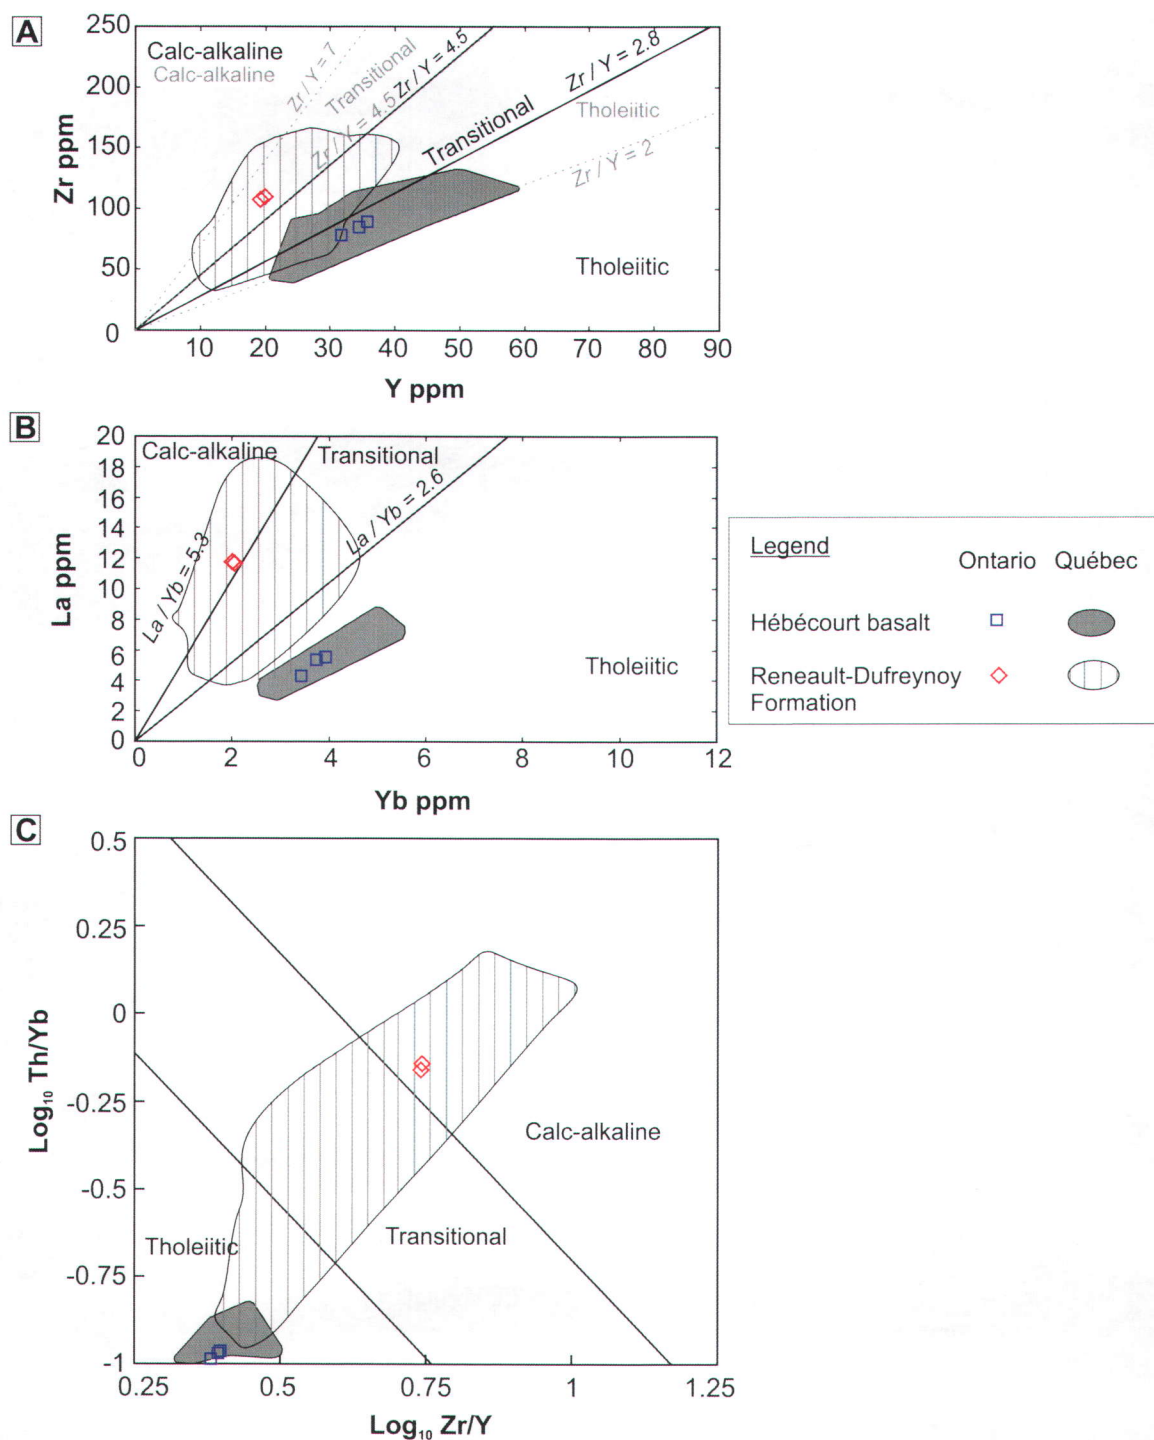 A
250
200
150
100
50
0
Zr ppm
Calc-alkaline
Calc-alkaline
Zr / Y = 7
Transitional
Zr / Y = 4.5
Zr / Y = 4.5
Zr / Y = 2.8
Transitional
Tholeiitic
Zr / Y = 2
Tholeiitic
10 20 30 40 50 60 70 80 90
Y ppm
B
20
18
16
14
12
10
8
6
4
2
0
La ppm
Calc-alkaline
Transitional
La / Yb = 5.3
La / Yb = 2.6
Tholeiitic
0 2 4 6 8 10 12
Yb ppm
Legend
Ontario Québec
Hébécourt basalt
Reneault-Dufreynoy
Formation
C
0.5
0.25
0
-0.25
-0.5
-0.75
-1
Log₁₀ Th/Yb
Calc-alkaline
Transitional
Tholeiitic
0.25 0.5 0.75 1 1.25
Log₁₀ Zr/Y